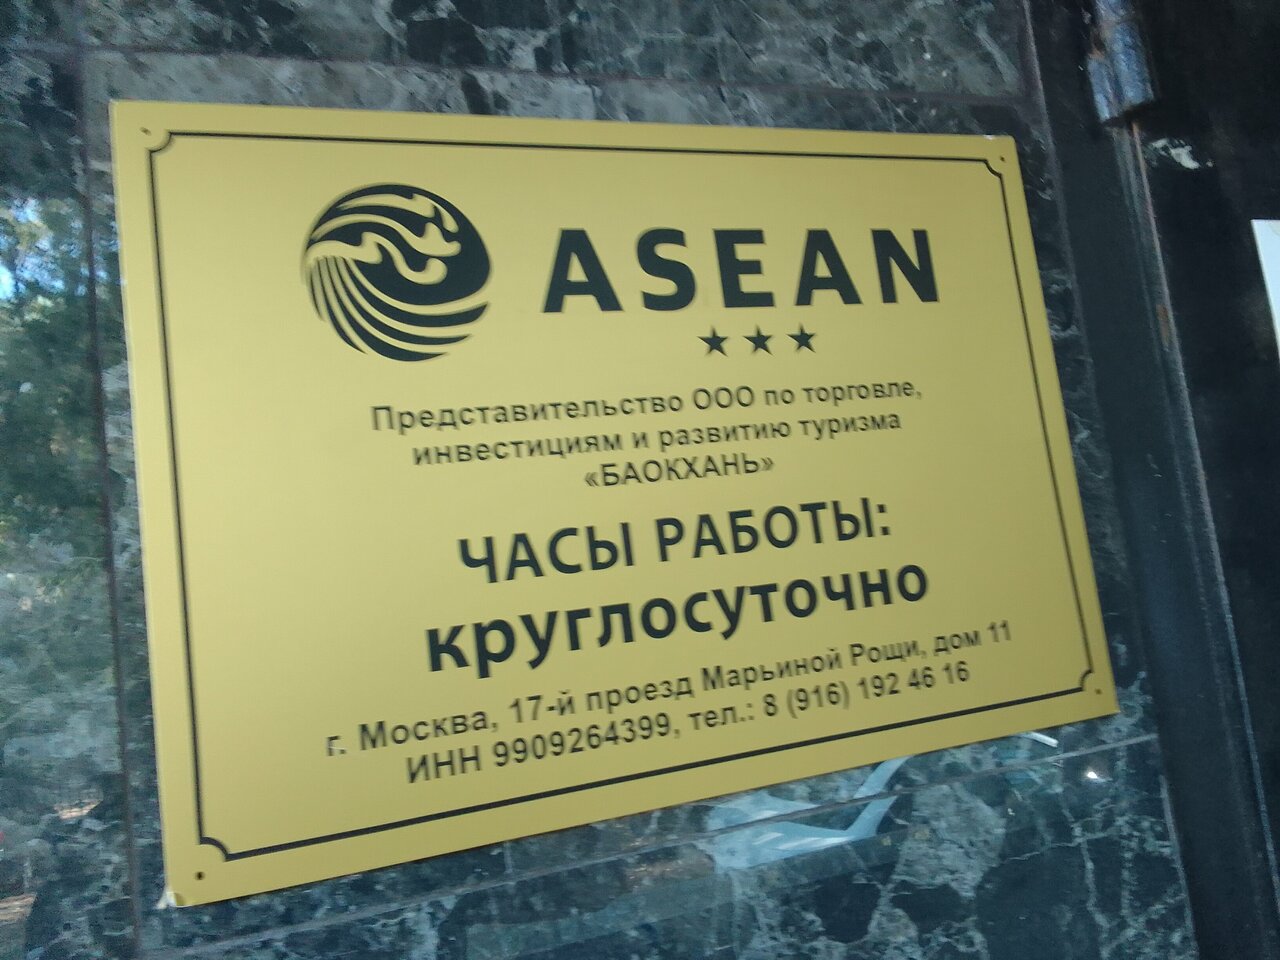 ASEAN
★★★
Представительство ООО по торговле,
инвестициям и развитию туризма
«БАОКХАНЬ»
ЧАСЫ РАБОТЫ:
круглосуточно
г. Москва, 17-й проезд Марьиной Рощи, дом 11
ИНН 9909264399, тел.: 8 (916) 192 46 16